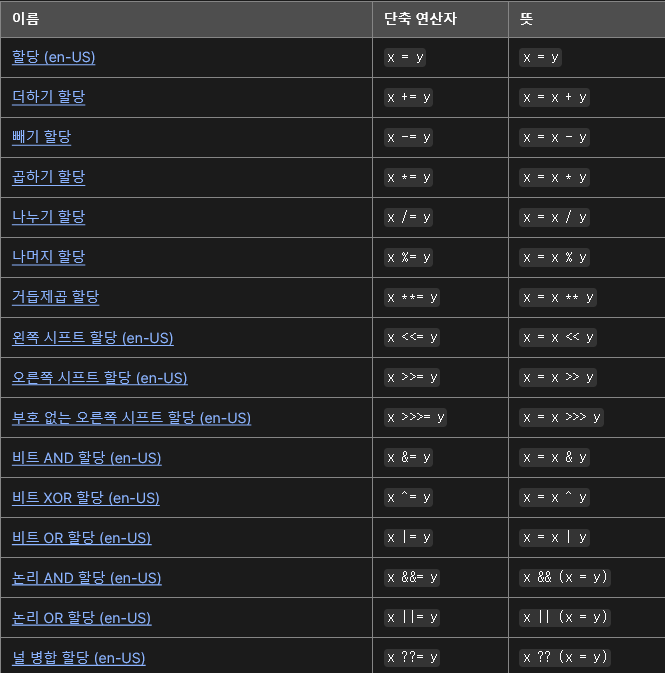 이름 단축 연산자 뜻
할당 (en-US) x = y x = y
더하기 할당 x += y x = x + y
빼기 할당 x -= y x = x - y
곱하기 할당 x *= y x = x * y
나누기 할당 x /= y x = x / y
나머지 할당 x %= y x = x % y
거듭제곱 할당 x **= y x = x ** y
왼쪽 시프트 할당 (en-US) x <<= y x = x << y
오른쪽 시프트 할당 (en-US) x >>= y x = x >> y
부호 없는 오른쪽 시프트 할당 (en-US) x >>>= y x = x >>> y
비트 AND 할당 (en-US) x &= y x = x & y
비트 XOR 할당 (en-US) x ^= y x = x ^ y
비트 OR 할당 (en-US) x |= y x = x | y
논리 AND 할당 (en-US) x &&= y x && (x = y)
논리 OR 할당 (en-US) x ||= y x || (x = y)
널 병합 할당 (en-US) x ??= y x ?? (x = y)